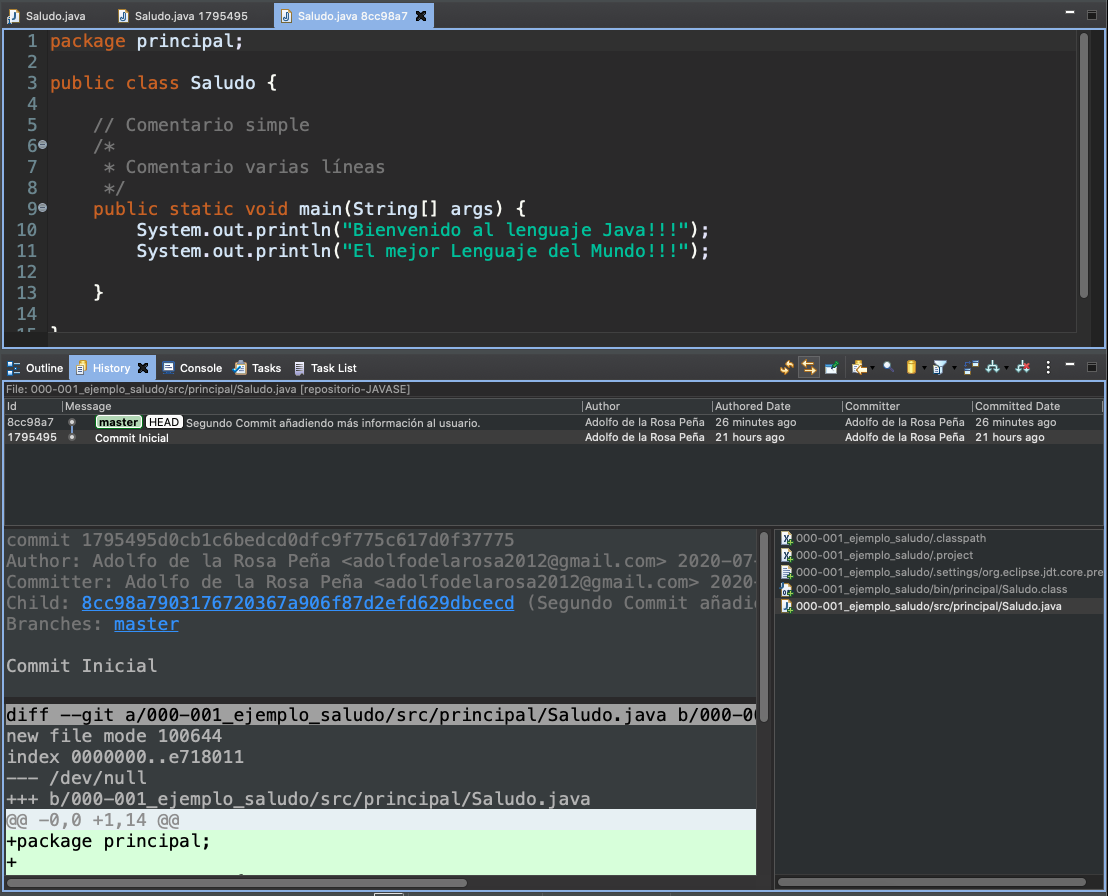 Saludo.java Saludo.java 1795495 Saludo.java 8cc98a7
1 package principal;
2
3 public class Saludo {
4
5 // Comentario simple
6 /*
7 * Comentario varias líneas
8 */
9 public static void main(String[] args) {
10 System.out.println("Bienvenido al lenguaje Java!!!");
11 System.out.println("El mejor Lenguaje del Mundo!!!");
12
13 }
14
15 }
Outline History Console Tasks Task List
File: 000-001_ejemplo_saludo/src/principal/Saludo.java [repositorio-JAVASE]
Id Message Author Authored Date Committer Committed Date
8cc98a7 master HEAD Segundo Commit añadiendo más información al usuario. Adolfo de la Rosa Peña 26 minutes ago Adolfo de la Rosa Peña 26 minutes ago
1795495 Commit Inicial Adolfo de la Rosa Peña 21 hours ago Adolfo de la Rosa Peña 21 hours ago
commit 1795495d0cb1c6bedcd0dfc9f775c617d0f37775
Author: Adolfo de la Rosa Peña <adolfodelarosa2012@gmail.com> 2020-07-
Committer: Adolfo de la Rosa Peña <adolfodelarosa2012@gmail.com> 2020-
Child: 8cc98a7903176720367a906f87d2efd629dbcecd (Segundo Commit añadie
Branches: master
Commit Inicial
diff --git a/000-001_ejemplo_saludo/src/principal/Saludo.java b/000-00
new file mode 100644
index 0000000..e718011
--- /dev/null
+++ b/000-001_ejemplo_saludo/src/principal/Saludo.java
@@ -0,0 +1,14 @@
+package principal;
+
000-001_ejemplo_saludo/.classpath
000-001_ejemplo_saludo/.project
000-001_ejemplo_saludo/.settings/org.eclipse.jdt.core.pre
000-001_ejemplo_saludo/bin/principal/Saludo.class
000-001_ejemplo_saludo/src/principal/Saludo.java